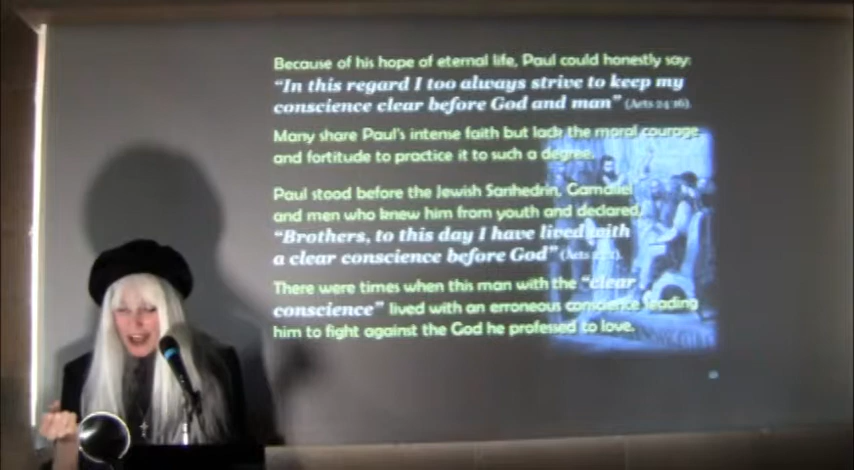 Because of his hope of eternal life, Paul could honestly say:
"In this regard I too always strive to keep my
conscience clear before God and man" (Acts 24:16).
Many share Paul's intense faith but lack the moral courage
and fortitude to practice it to such a degree.
Paul stood before the Jewish Sanhedrin, Gamaliel
and men who knew him from youth and declared
"Brothers, to this day I have lived with
a clear conscience before God" (Acts
There were times when this man with the "clear
conscience" lived with an erroneous conscience leading
him to fight against the God he professed to love.